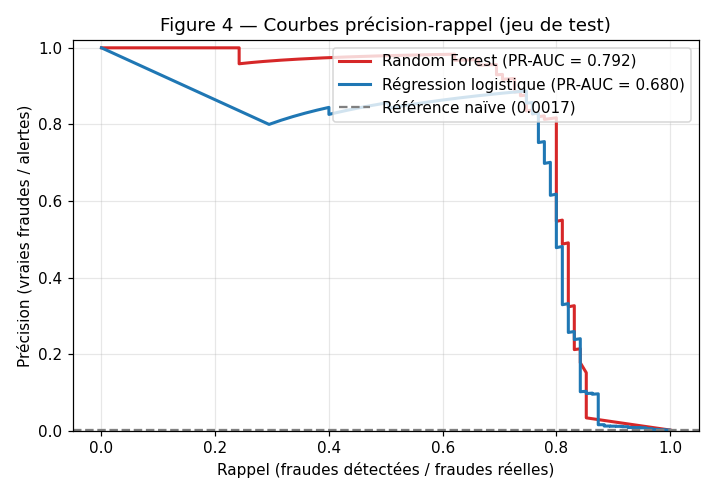 Figure 4 — Courbes précision-rappel (jeu de test)
Random Forest (PR-AUC = 0.792)
Régression logistique (PR-AUC = 0.680)
Référence naïve (0.0017)
Précision (vraies fraudes / alertes)
1.0
0.8
0.6
0.4
0.2
0.0
0.0 0.2 0.4 0.6 0.8 1.0
Rappel (fraudes détectées / fraudes réelles)